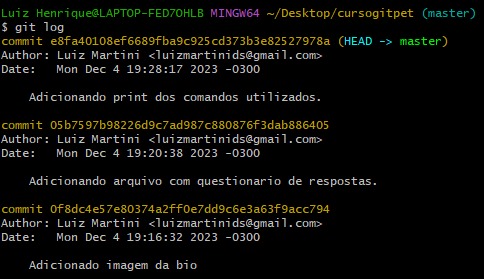 Luiz Henrique@LAPTOP-FED7OHLB MINGW64 ~/Desktop/cursogitpet (master)
$ git log
commit e8fa40108ef6689fba9c925cd373b3e82527978a (HEAD -> master)
Author: Luiz Martini <luizmartinids@gmail.com>
Date:   Mon Dec 4 19:28:17 2023 -0300
    Adicionando print dos comandos utilizados.
commit 05b7597b98226d9c7ad987c880876f3dab886405
Author: Luiz Martini <luizmartinids@gmail.com>
Date:   Mon Dec 4 19:20:38 2023 -0300
    Adicionando arquivo com questionario de respostas.
commit 0f8dc4e57e80374a2ff0e7dd9c6e3a63f9acc794
Author: Luiz Martini <luizmartinids@gmail.com>
Date:   Mon Dec 4 19:16:32 2023 -0300
    Adicionado imagem da bio